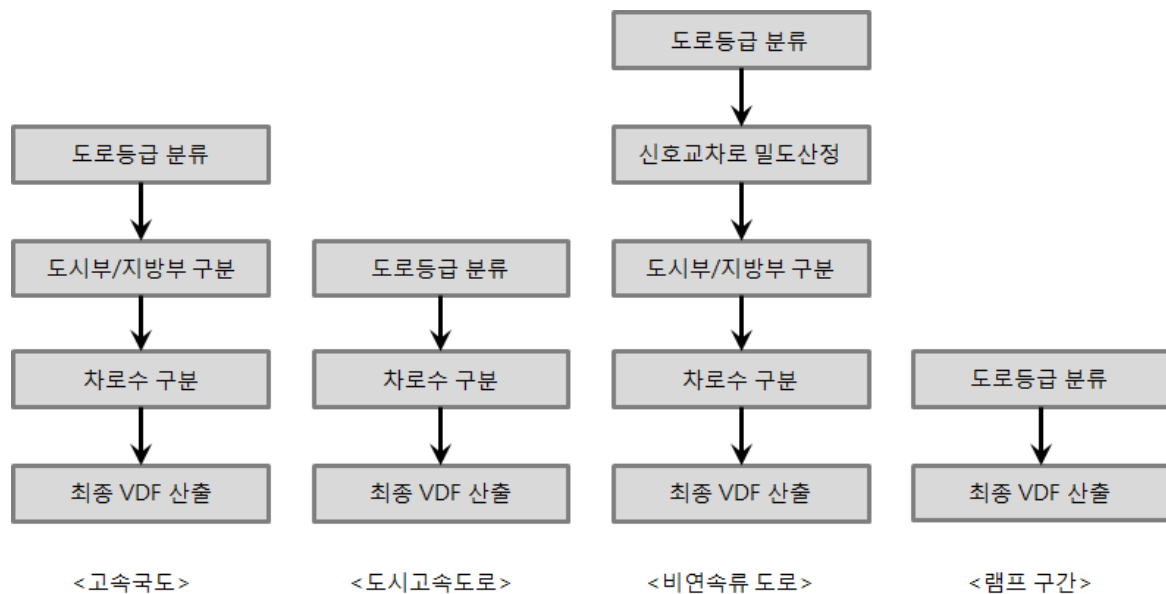 도로등급 분류
도시부/지방부 구분
차로수 구분
최종 VDF 산출
<고속국도>
도로등급 분류
차로수 구분
최종 VDF 산출
<도시고속도로>
도로등급 분류
신호교차로 밀도산정
도시부/지방부 구분
차로수 구분
최종 VDF 산출
<비연속류 도로>
도로등급 분류
최종 VDF 산출
<램프 구간>